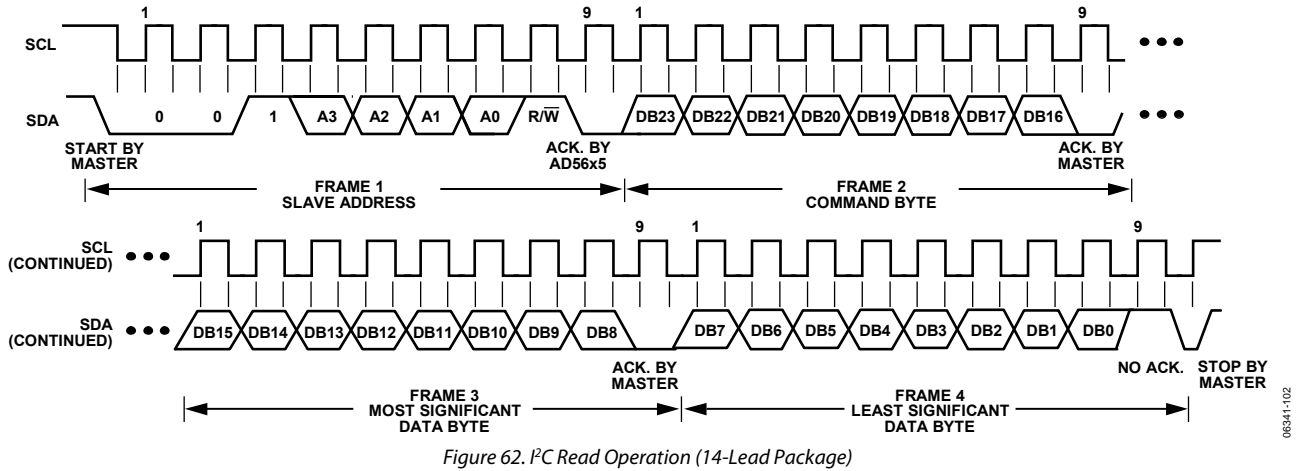 1 9 1 9
SCL
SDA 0 0 1 A3 A2 A1 A0 R/W̅ DB23 DB22 DB21 DB20 DB19 DB18 DB17 DB16
START BY
MASTER
ACK. BY
AD56x5
ACK. BY
MASTER
FRAME 1
SLAVE ADDRESS
FRAME 2
COMMAND BYTE
1 9 1 9
SCL
(CONTINUED)
SDA
(CONTINUED)
DB15 DB14 DB13 DB12 DB11 DB10 DB9 DB8 DB7 DB6 DB5 DB4 DB3 DB2 DB1 DB0
ACK. BY
MASTER
NO ACK.
STOP BY
MASTER
FRAME 3
MOST SIGNIFICANT
DATA BYTE
FRAME 4
LEAST SIGNIFICANT
DATA BYTE
06341-102
Figure 62. I²C Read Operation (14-Lead Package)